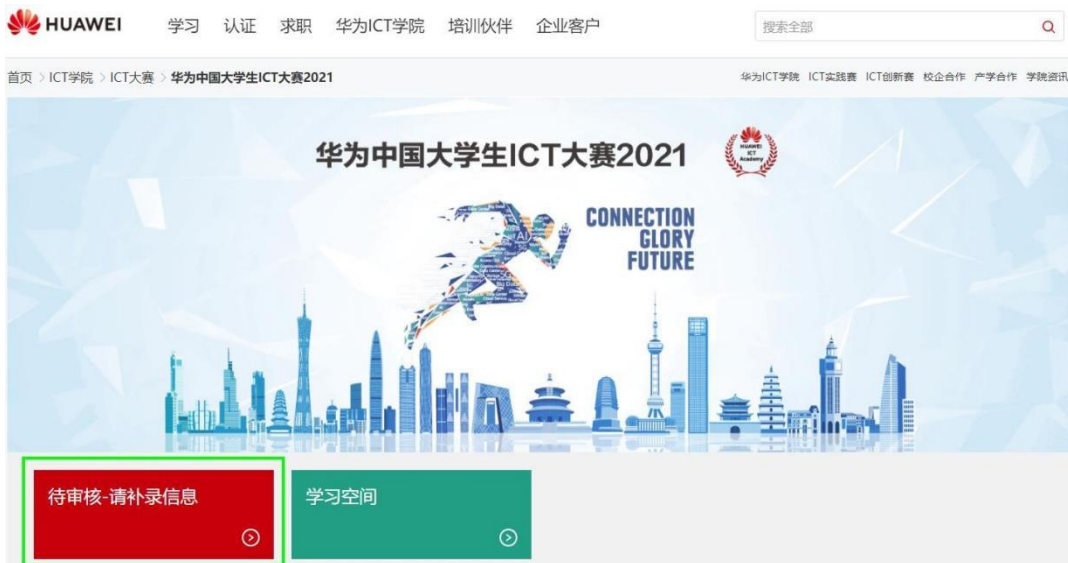 HUAWEI 学习 认证 求职 华为ICT学院 培训伙伴 企业客户 搜索全部
首页 > ICT学院 > ICT大赛 > 华为中国大学生ICT大赛2021 华为ICT学院 ICT实践赛 ICT创新赛 校企合作 产学合作 学院资讯
华为中国大学生ICT大赛2021
HUAWEI
ICT
Academy
CONNECTION
GLORY
FUTURE
AI
待审核-请补录信息 学习空间